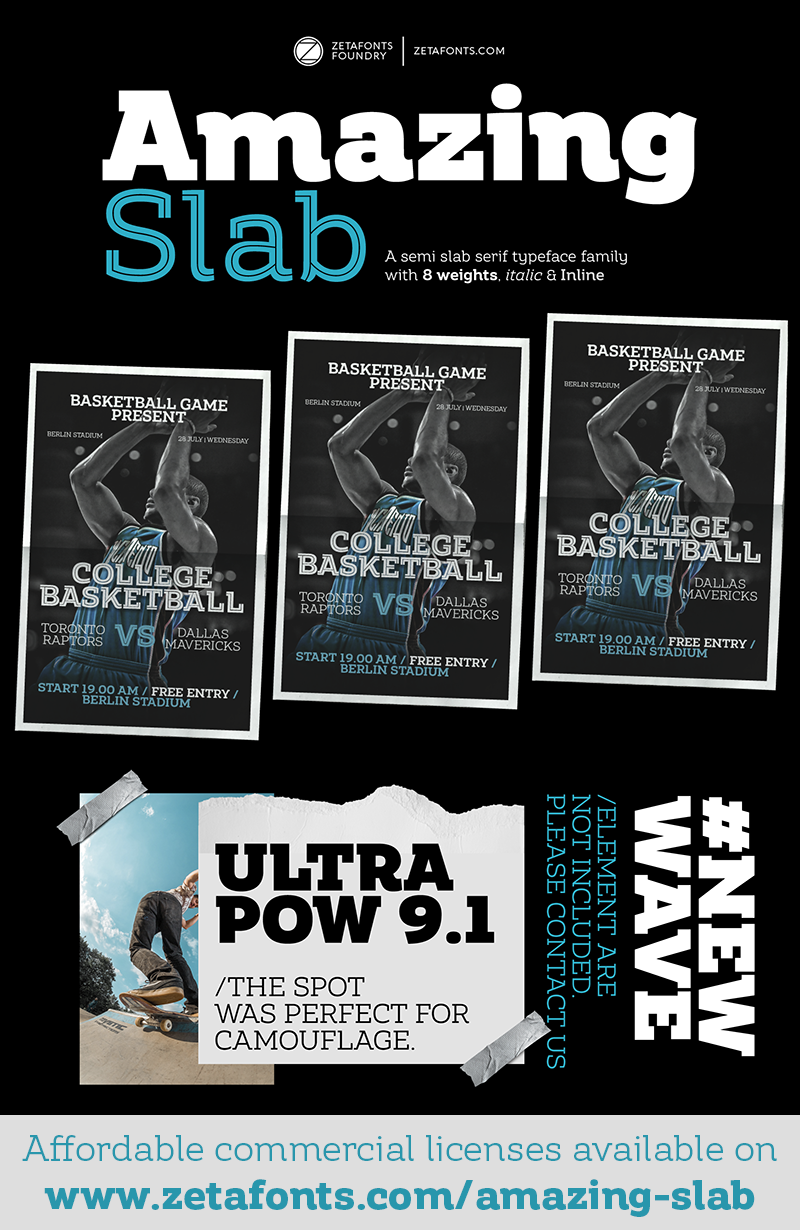 ZETAFONTS
FOUNDRY
ZETAFONTS.COM
Amazing
Slab
A semi slab serif typeface family
with 8 weights, italic & Inline
BASKETBALL GAME
PRESENT
BERLIN STADIUM
28 JULY | WEDNESDAY
COLLEGE
BASKETBALL
TORONTO
RAPTORS
VS
DALLAS
MAVERICKS
START 19.00 AM / FREE ENTRY /
BERLIN STADIUM
BASKETBALL GAME
PRESENT
BERLIN STADIUM
28 JULY | WEDNESDAY
COLLEGE
BASKETBALL
TORONTO
RAPTORS
VS
DALLAS
MAVERICKS
START 19.00 AM / FREE ENTRY /
BERLIN STADIUM
BASKETBALL GAME
PRESENT
BERLIN STADIUM
28 JULY | WEDNESDAY
COLLEGE
BASKETBALL
TORONTO
RAPTORS
VS
DALLAS
MAVERICKS
START 19.00 AM / FREE ENTRY /
BERLIN STADIUM
ULTRA
POW 9.1
/THE SPOT
WAS PERFECT FOR
CAMOUFLAGE.
#NEW
WAVE
/ELEMENT ARE
NOT INCLUDED.
PLEASE CONTACT US
Affordable commercial licenses available on
www.zetafonts.com/amazing-slab